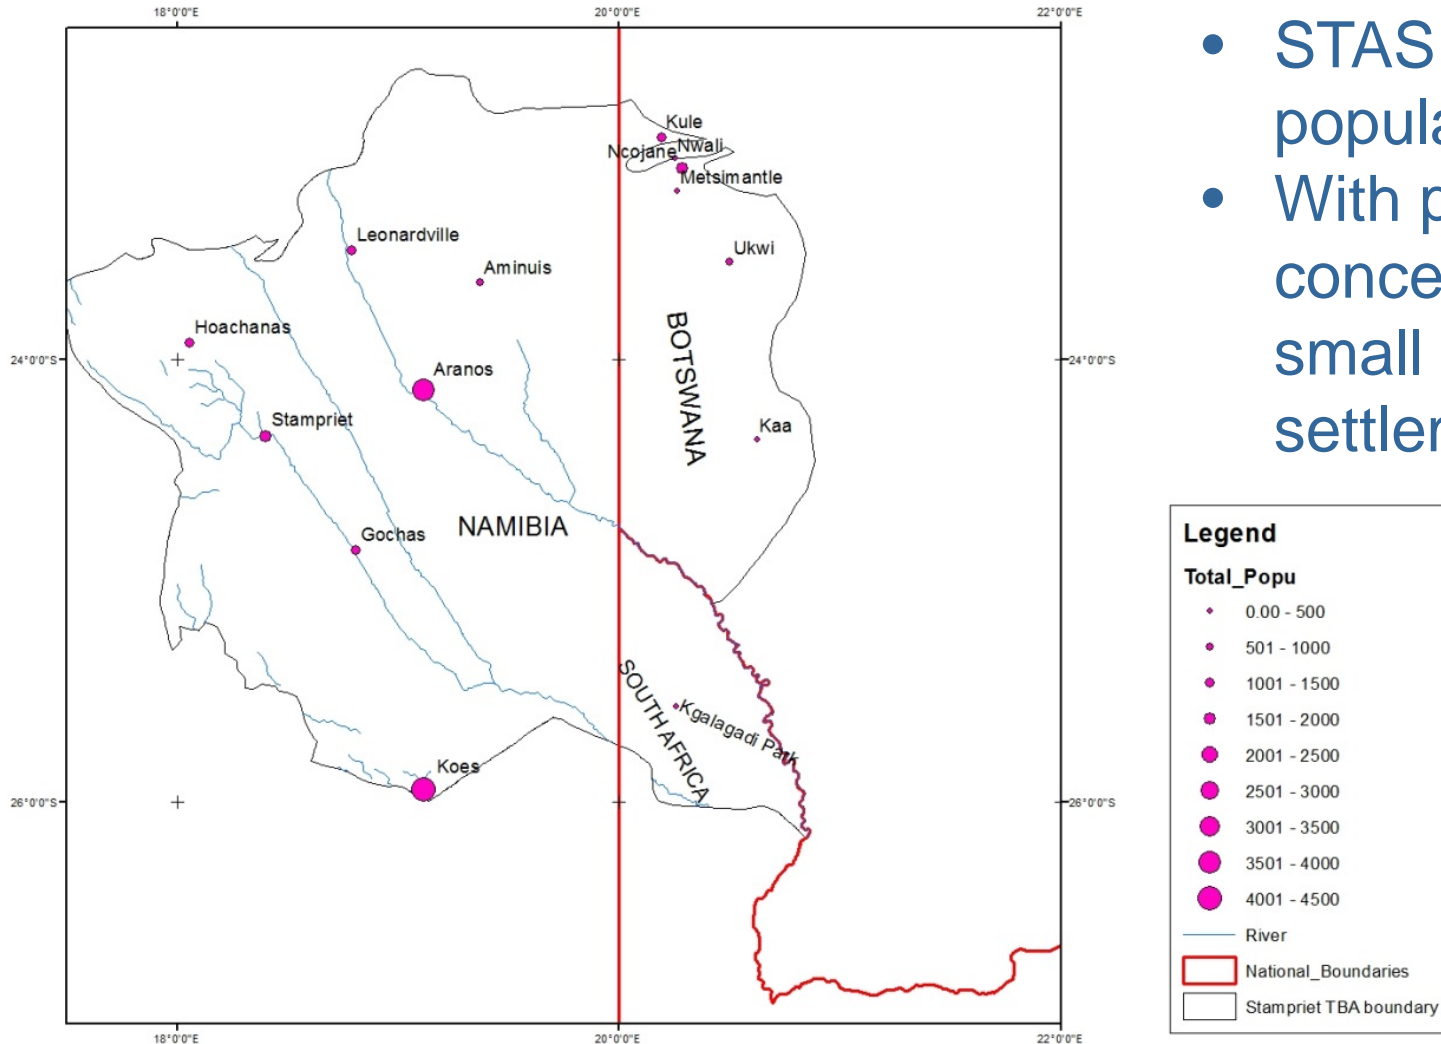 18°0'0"E
20°0'0"E
22°0'0"E
• STAS
popula
• With p
conce
small
settler
Kule
Ncojane
Nwali
Metsimantle
Leonardville
Aminuis
Ukwi
Hoachanas
BOTSWANA
24°0'0"S
24°0'0"S
Aranos
Stampriet
Kaa
NAMIBIA
Gochas
SOUTH AFRICA
Kgalagadi Park
Koes
26°0'0"S
26°0'0"S
18°0'0"E
20°0'0"E
22°0'0"E
Legend
Total_Popu
0.00 - 500
501 - 1000
1001 - 1500
1501 - 2000
2001 - 2500
2501 - 3000
3001 - 3500
3501 - 4000
4001 - 4500
River
National_Boundaries
Stampriet TBA boundary